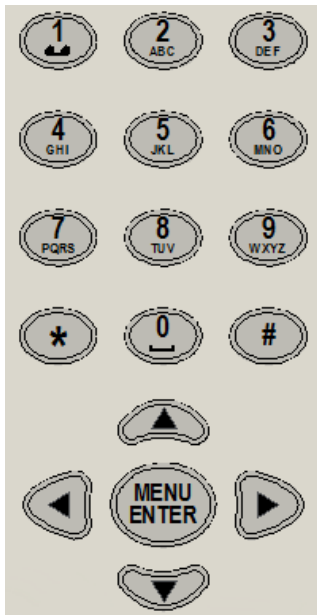 1 2 3
ABC DEF
4 5 6
GHI JKL MNO
7 8 9
PQRS TUV WXYZ
* 0 #
MENU
ENTER